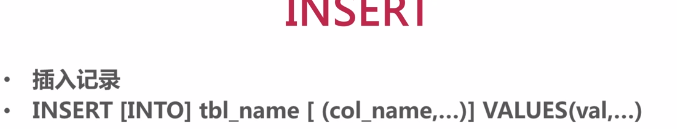 INSERT
• 插入记录
• INSERT [INTO] tbl_name [ (col_name,...)] VALUES(val,...)